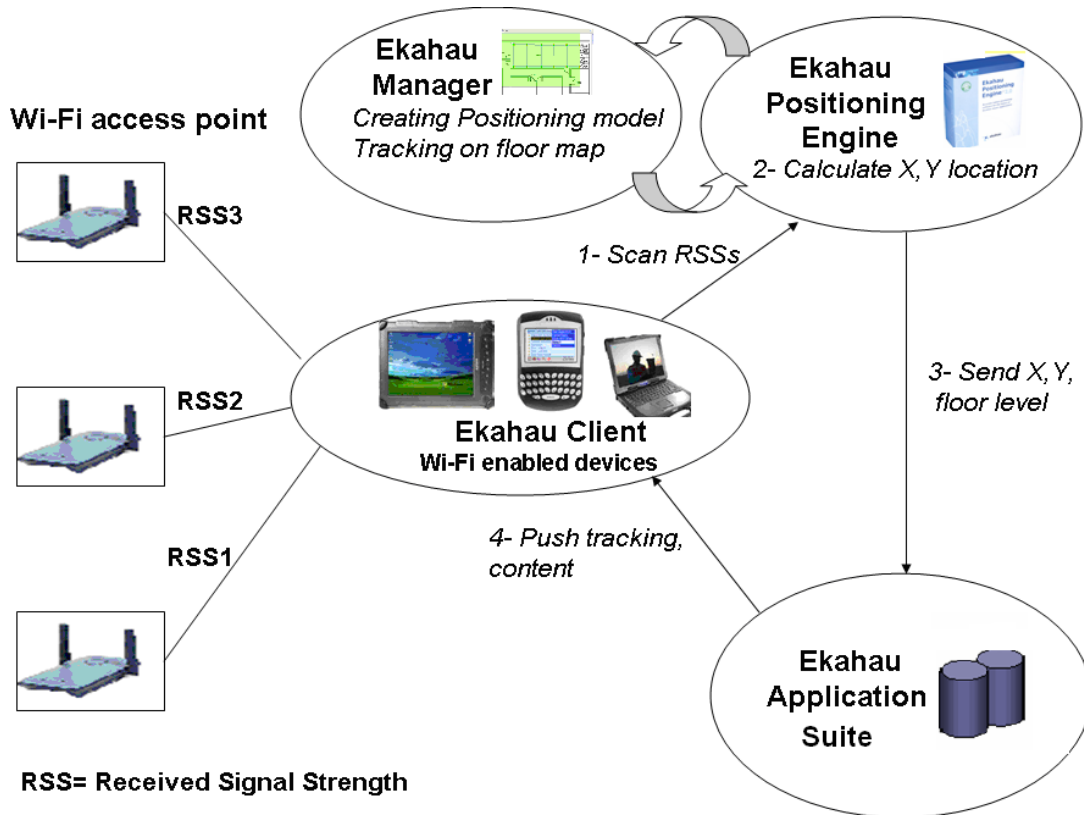 Ekahau
Manager
Creating Positioning model
Tracking on floor map
Ekahau
Positioning
Engine
2- Calculate X,Y location
Wi-Fi access point
RSS3
RSS2
RSS1
1- Scan RSSs
Ekahau Client
Wi-Fi enabled devices
3- Send X,Y,
floor level
4- Push tracking,
content
Ekahau
Application
Suite
RSS= Received Signal Strength